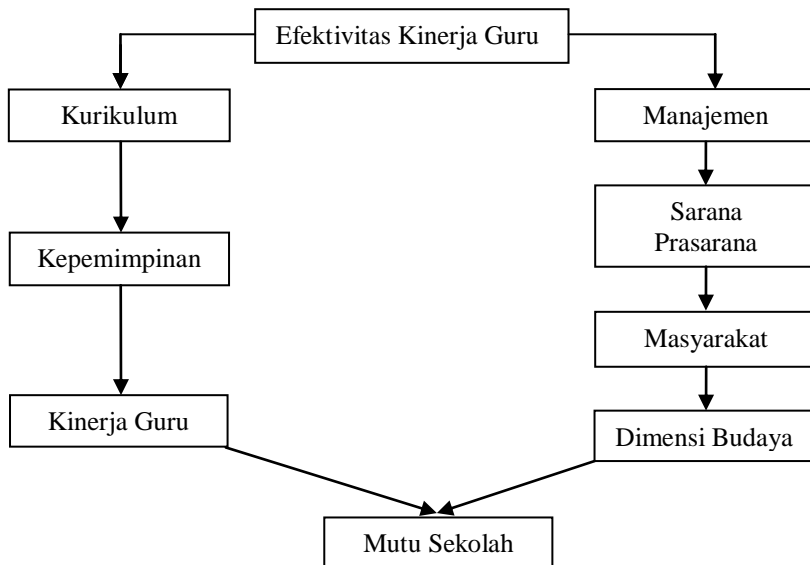 Efektivitas Kinerja Guru
Kurikulum
Manajemen
Sarana
Prasarana
Kepemimpinan
Masyarakat
Kinerja Guru
Dimensi Budaya
Mutu Sekolah